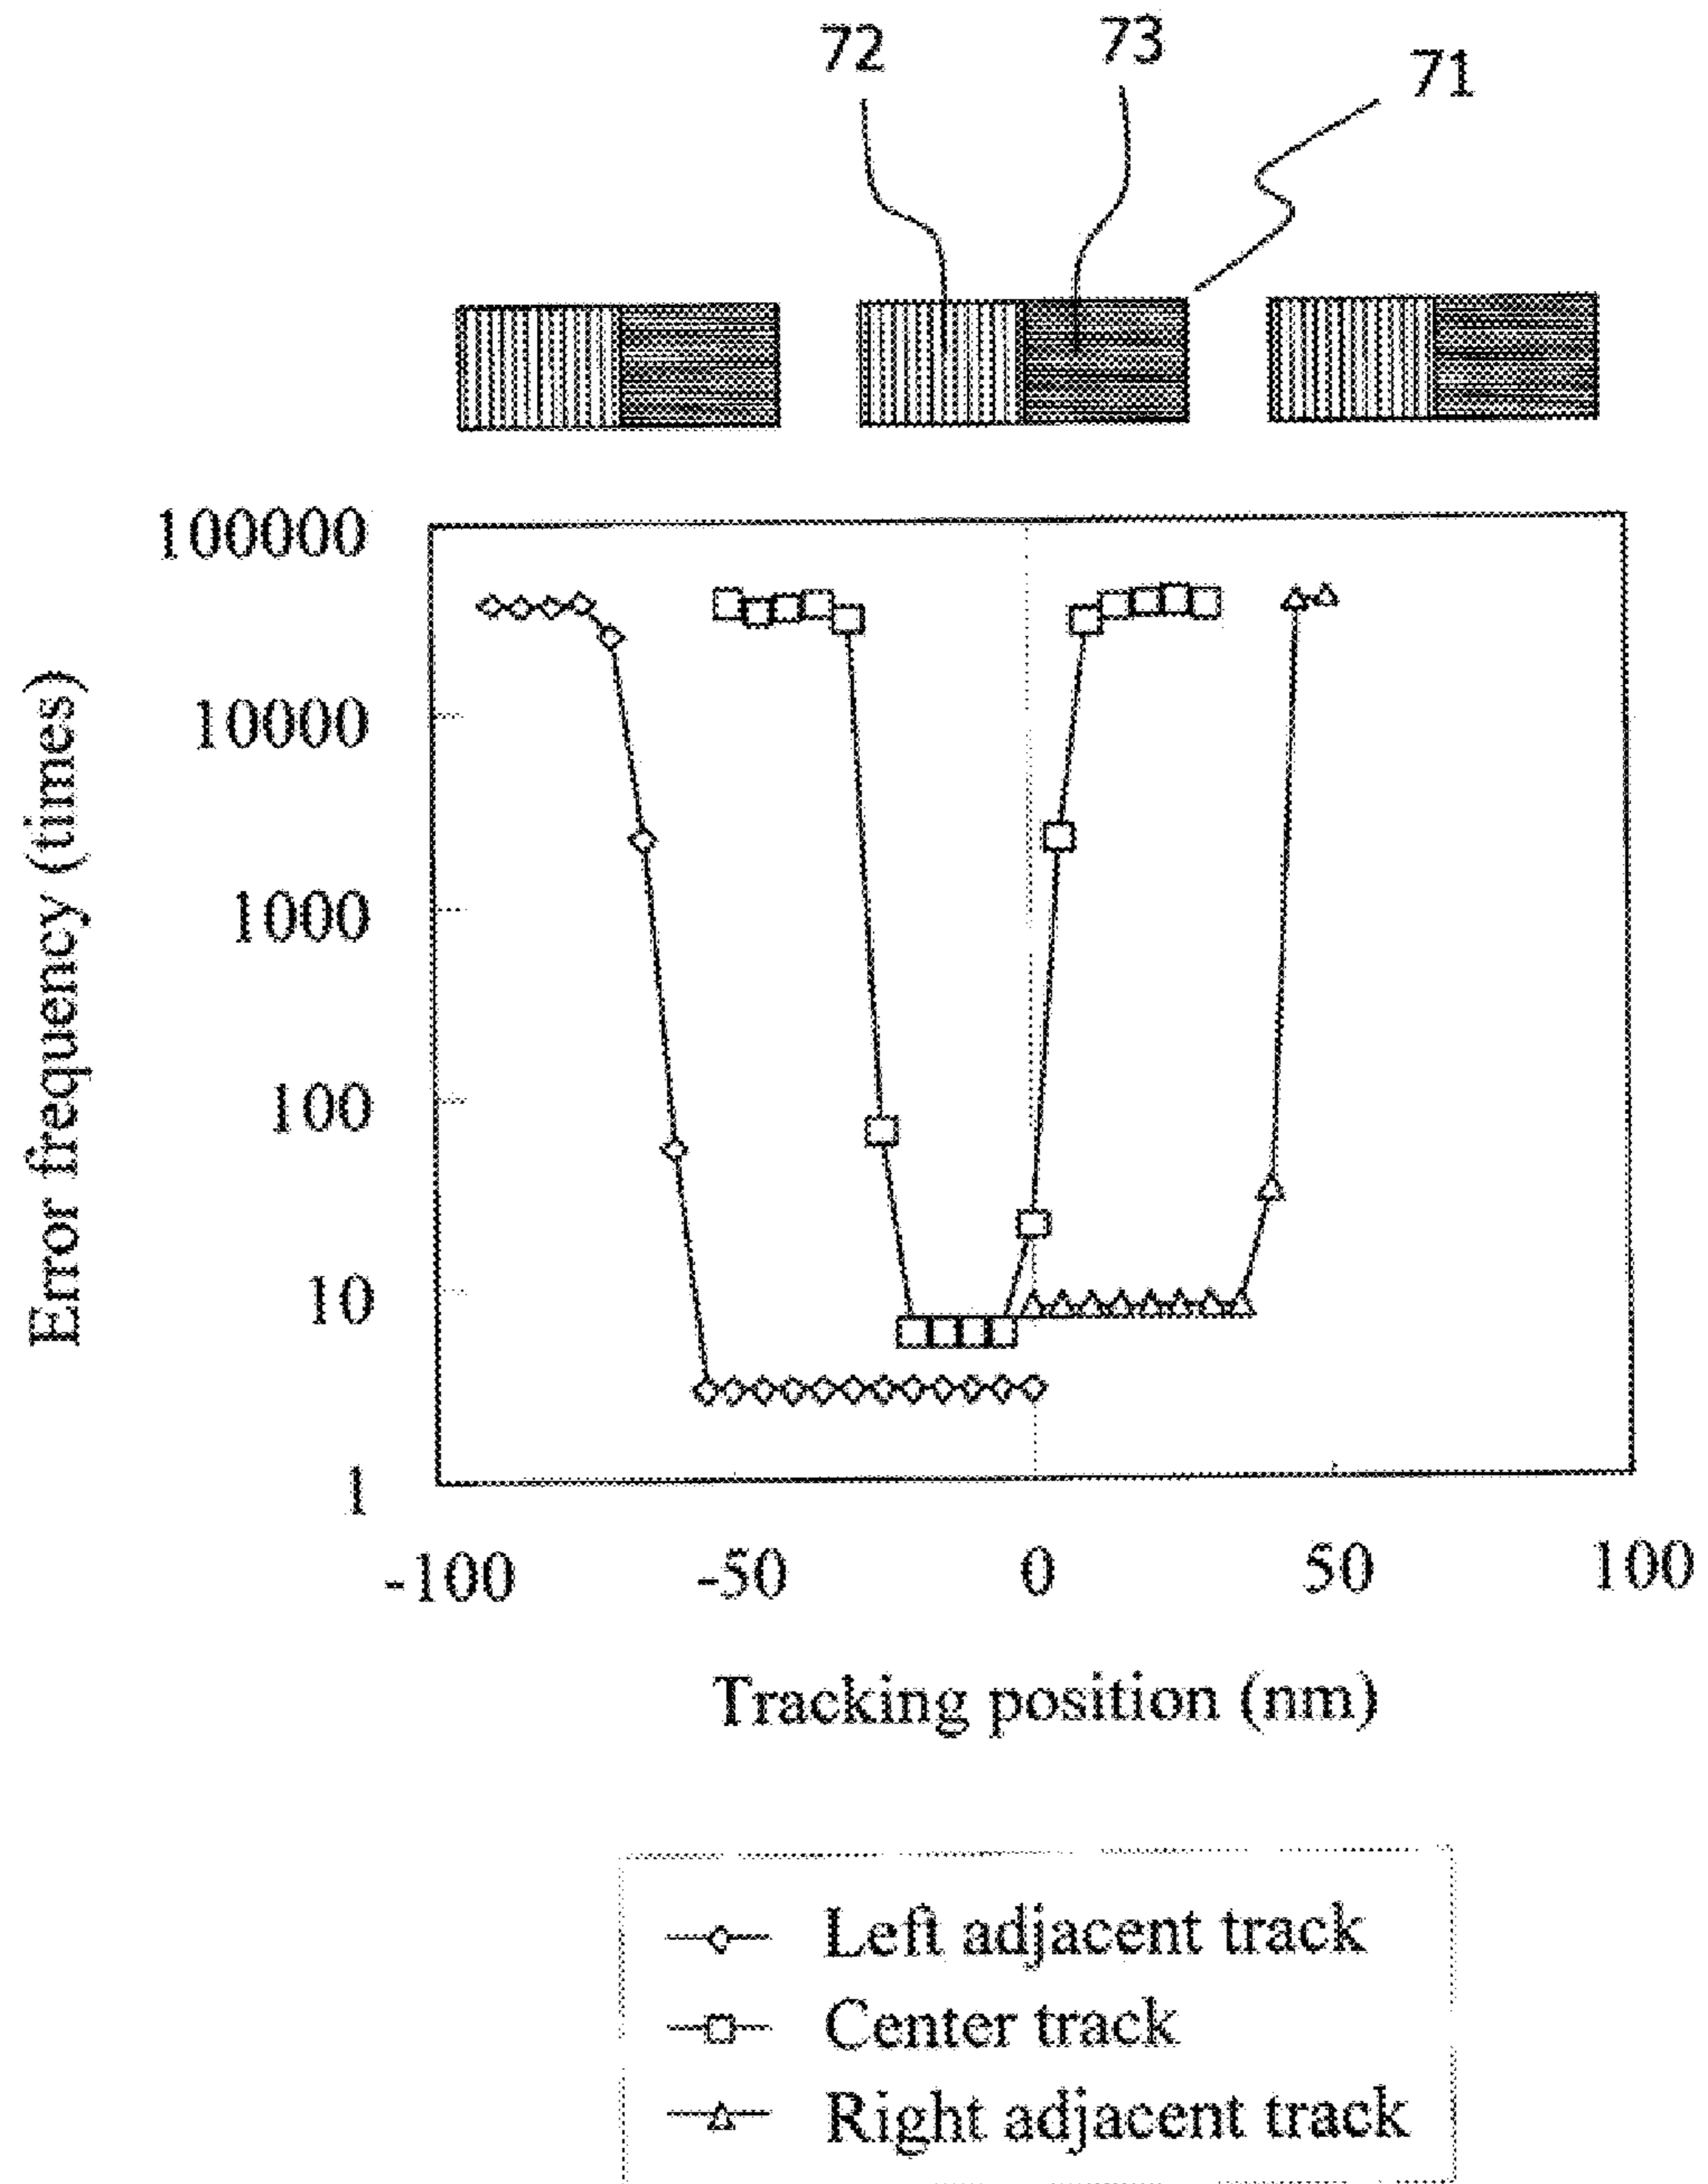 72
73
71
100000
10000
1000
100
10
1
Error frequency (times)
-100
-50
0
50
100
Tracking position (nm)
Left adjacent track
Center track
Right adjacent track